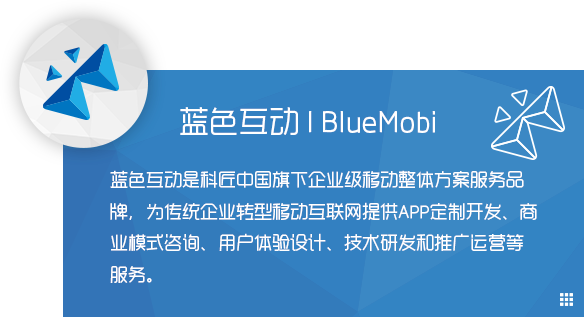 蓝色互动 | BlueMobi
蓝色互动是科匠中国旗下企业级移动整体方案服务品
牌，为传统企业转型移动互联网提供APP定制开发、商
业模式咨询、用户体验设计、技术研发和推广运营等
服务。